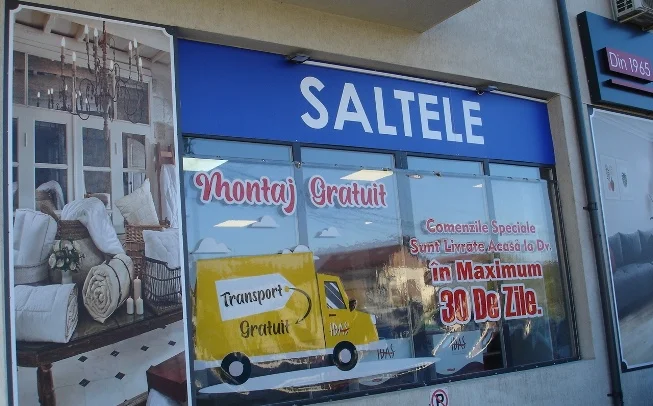 SALTELE
Din 1965
Montaj Gratuit
Comenzile Speciale
Sunt Livrate Acasă la Dv.
în Maximum
30 De Zile.
Transport
Gratuit
P